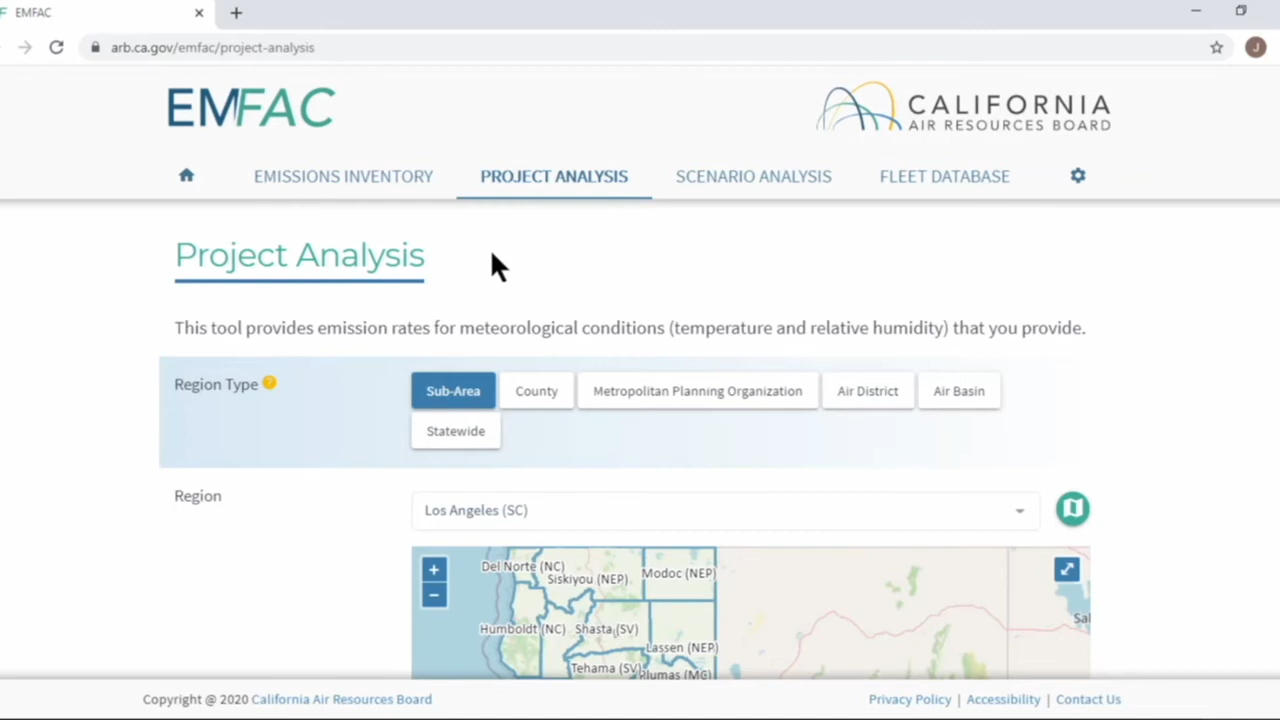 EMFAC
arb.ca.gov/emfac/project-analysis
J
EMFAC
CALIFORNIA
AIR RESOURCES BOARD
EMISSIONS INVENTORY PROJECT ANALYSIS SCENARIO ANALYSIS FLEET DATABASE
Project Analysis
This tool provides emission rates for meteorological conditions (temperature and relative humidity) that you provide.
Region Type ?
Sub-Area County Metropolitan Planning Organization Air District Air Basin
Statewide
Region
Los Angeles (SC)
+
−
Del Norte (NC)
Modoc (NEP)
Siskiyou (NEP)
Sal
Humboldt (NC) Shasta (SV)
Lassen (NEP)
Tehama (SV) Plumas (MC)
Copyright @ 2020 California Air Resources Board Privacy Policy | Accessibility | Contact Us